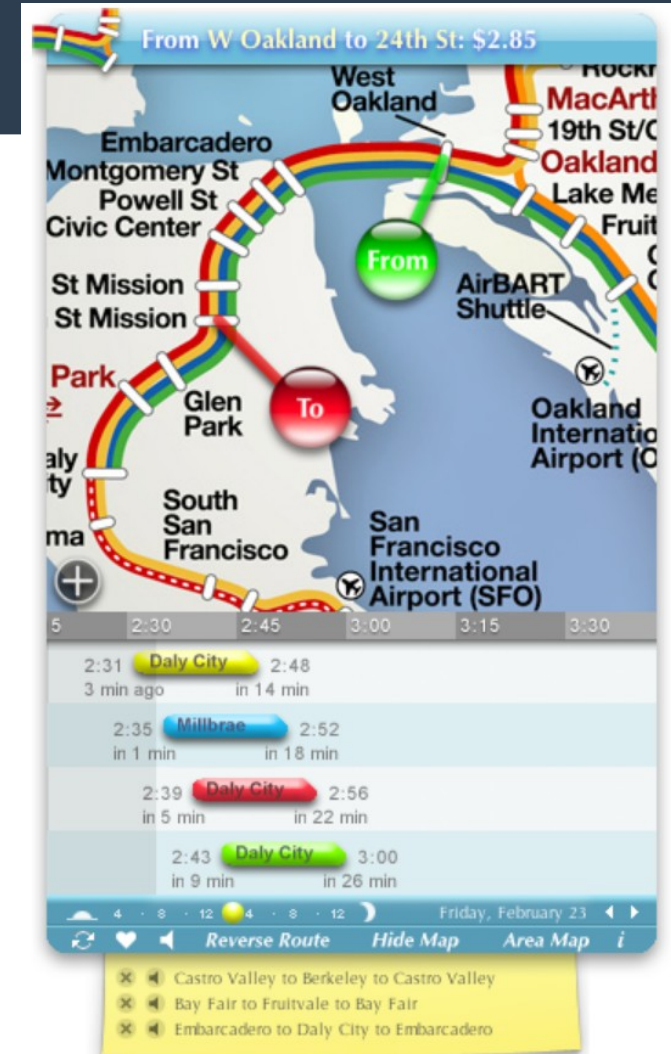 From W Oakland to 24th St: $2.85
West
Oakland
MacArth
19th St/
Oakland
Lake Me
Fruit
Embarcadero
Montgomery St
Powell St
Civic Center
From
AirBART
Shuttle
St Mission
St Mission
Park
Glen
Park
To
Oakland
Internatio
Airport (O
aly
ty
South
San
Francisco
ma
San
Francisco
International
Airport (SFO)
5 2:30 2:45 3:00 3:15 3:30
2:31 Daly City 2:48
3 min ago in 14 min
2:35 Millbrae 2:52
in 1 min in 18 min
2:39 Daly City 2:56
in 5 min in 22 min
2:43 Daly City 3:00
in 9 min in 26 min
4 · 8 · 12 4 · 8 · 12 Friday, February 23
Reverse Route Hide Map Area Map i
Castro Valley to Berkeley to Castro Valley
Bay Fair to Fruitvale to Bay Fair
Embarcadero to Daly City to Embarcadero